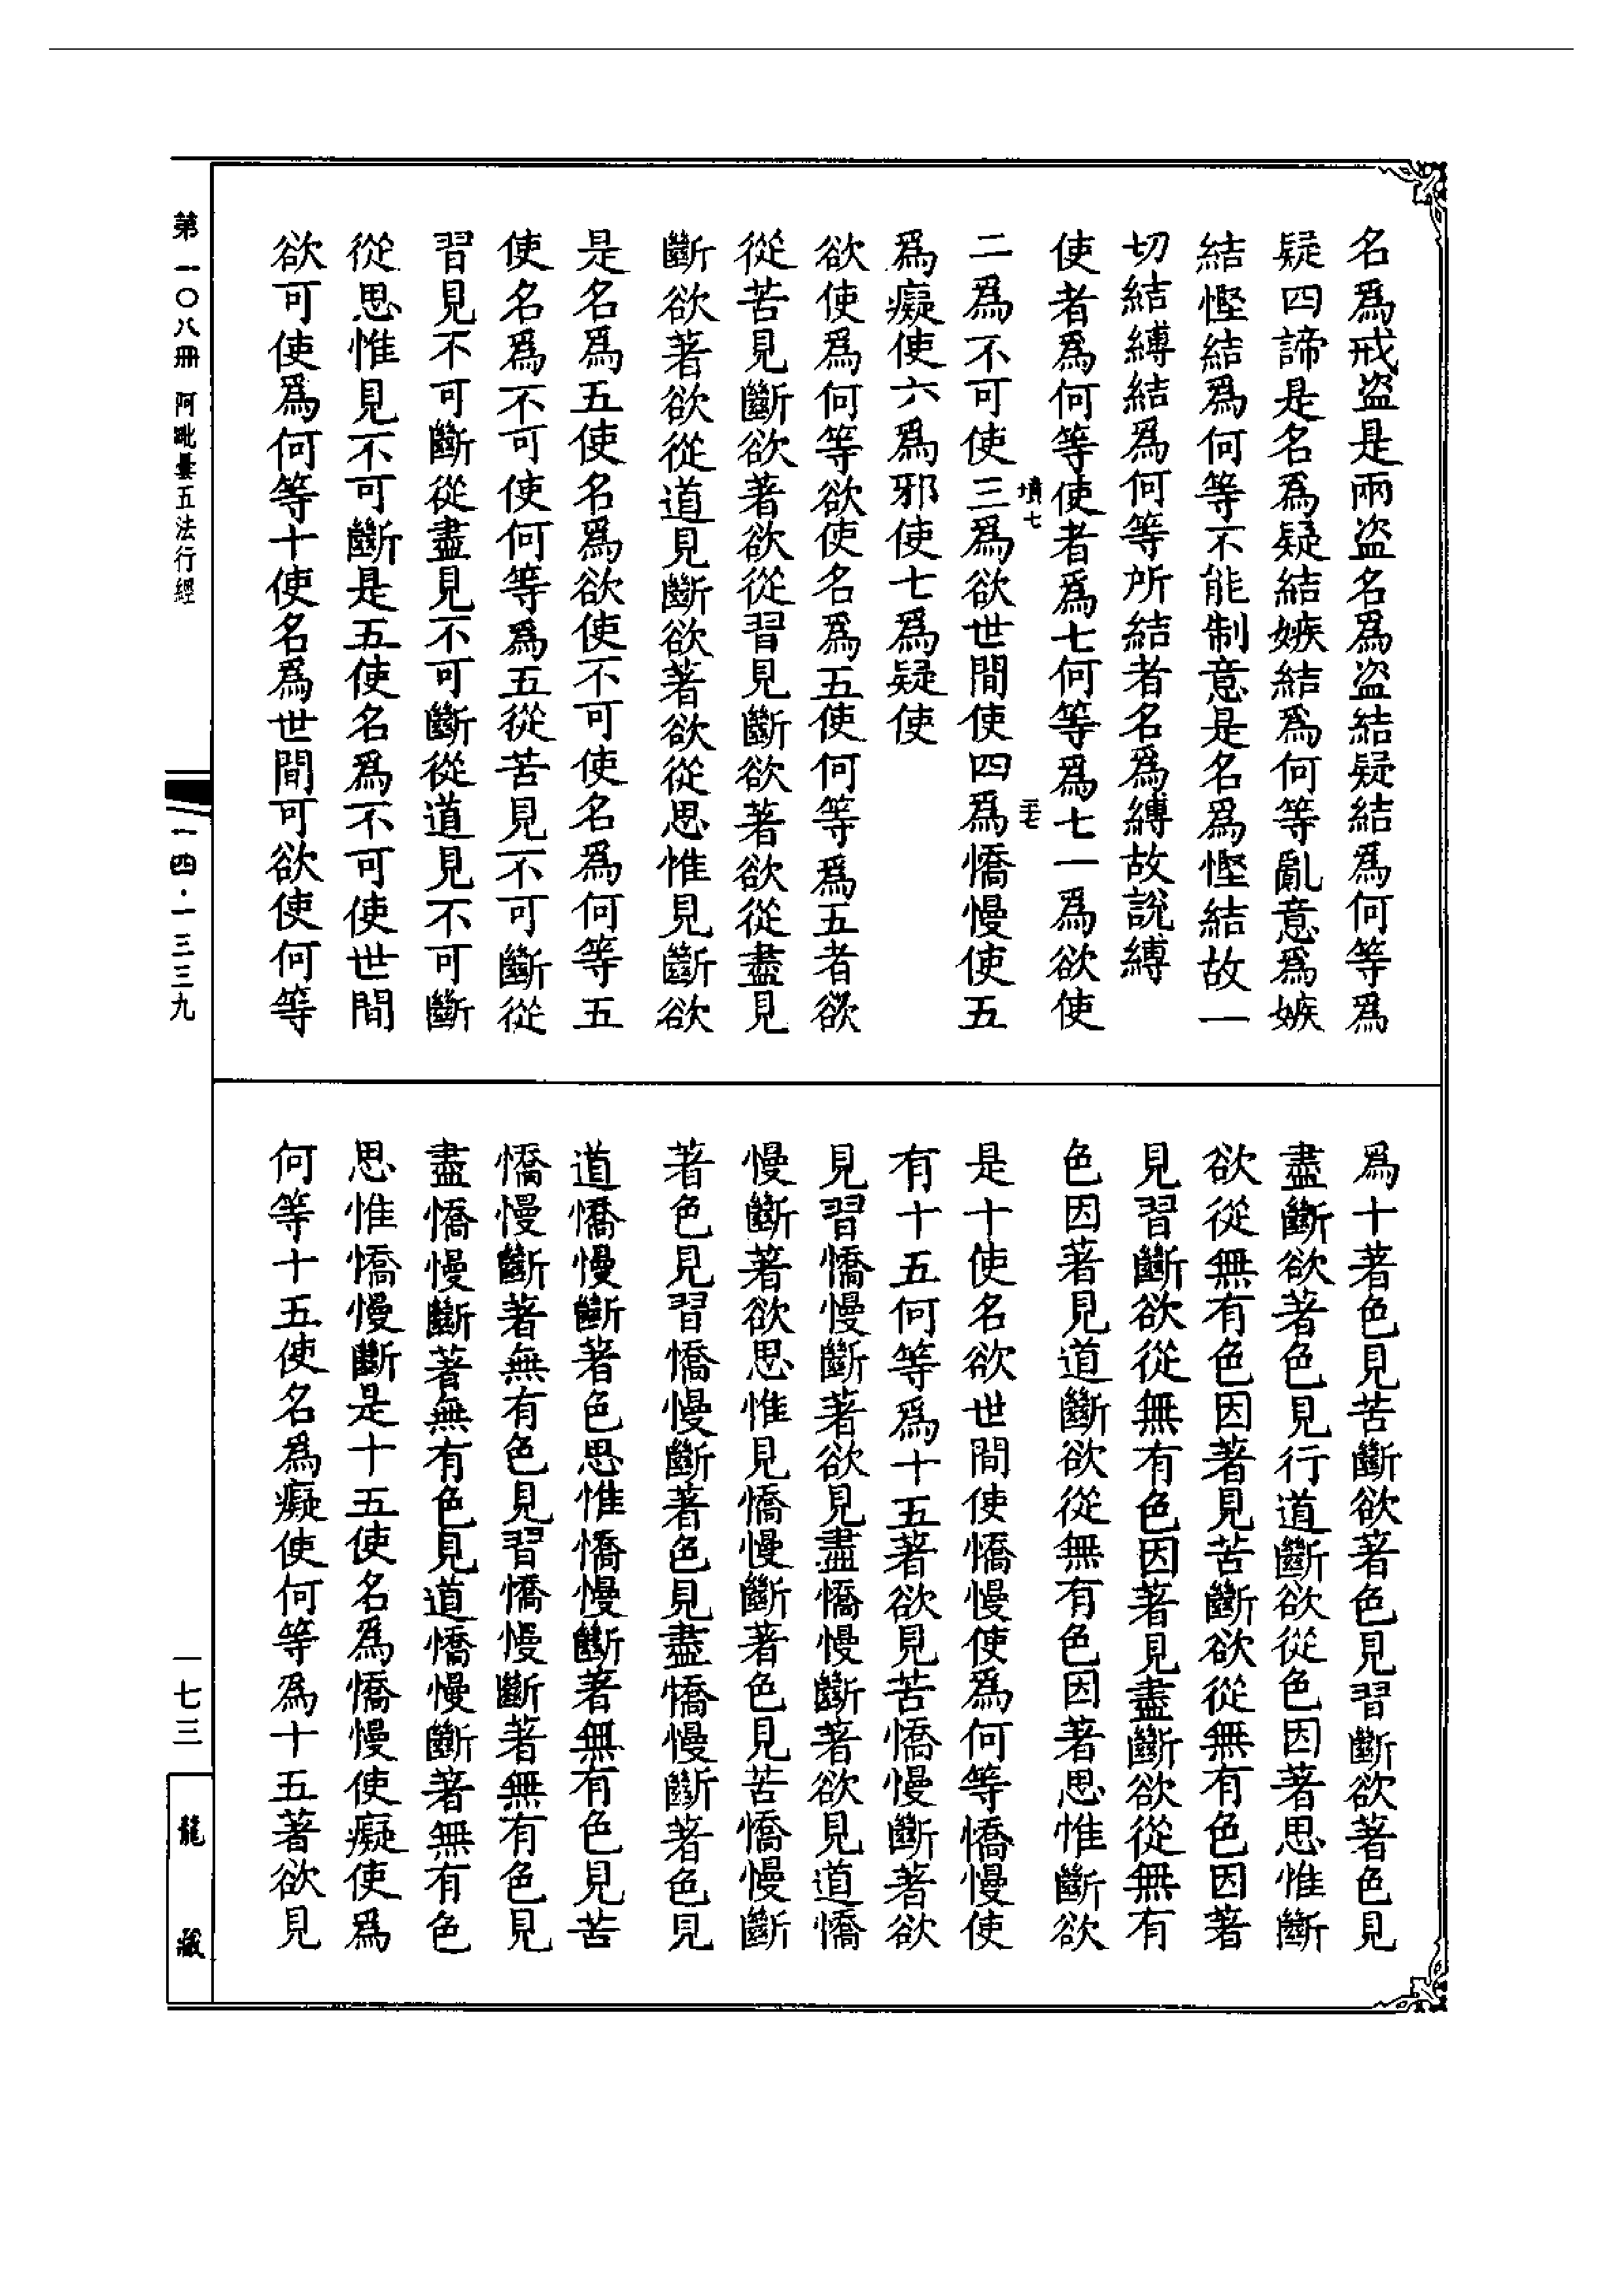 名爲戒盜是兩盜名爲盜結疑結爲何等爲
疑四諦是名爲疑結嫉結爲何等亂意爲嫉
結慳結爲何等不能制意是名爲慳結故一
切結縛結爲何等所結者名爲縛故說縛
使者爲何等使者爲七何等爲七一爲欲使
二爲不可使三爲欲世間使四爲憍慢使五
爲癡使六爲邪使七爲疑使
欲使爲何等欲使名爲五使何等爲五者欲
從苦見斷欲著欲從習見斷欲著欲從盡見
斷欲著欲從道見斷欲著欲從思惟見斷欲
是名爲五使名爲欲使不可使名爲何等五
使名爲不可使何等爲五從苦見不可斷從
習見不可斷從盡見不可斷從道見不可斷
從思惟見不可斷是五使名爲不可使世間
欲可使爲何等十使名爲世間可欲使何等
爲十著色見苦斷欲著色見習斷欲著色見
盡斷欲著色見行道斷欲從色因著思惟斷
欲從無有色因著見苦斷欲從無有色因著
見習斷欲從無有色因著見盡斷欲從無有
色因著見道斷欲從無有色因著思惟斷欲
是十使名欲世間使憍慢使爲何等憍慢使
有十五何等爲十五著欲見苦憍慢斷著欲
見習憍慢斷著欲見盡憍慢斷著欲見道憍
慢斷著欲思惟見憍慢斷著色見苦憍慢斷
著色見習憍慢斷著色見盡憍慢斷著色見
道憍慢斷著色思惟憍慢斷著無有色見苦
憍慢斷著無有色見習憍慢斷著無有色見
盡憍慢斷著無有色見道憍慢斷著無有色
思惟憍慢斷是十五使名爲憍慢使癡使爲
何等十五使名爲癡使何等爲十五著欲見
第一〇八冊 阿毗曇五法行經
一四·一三三九
一七三
龍藏